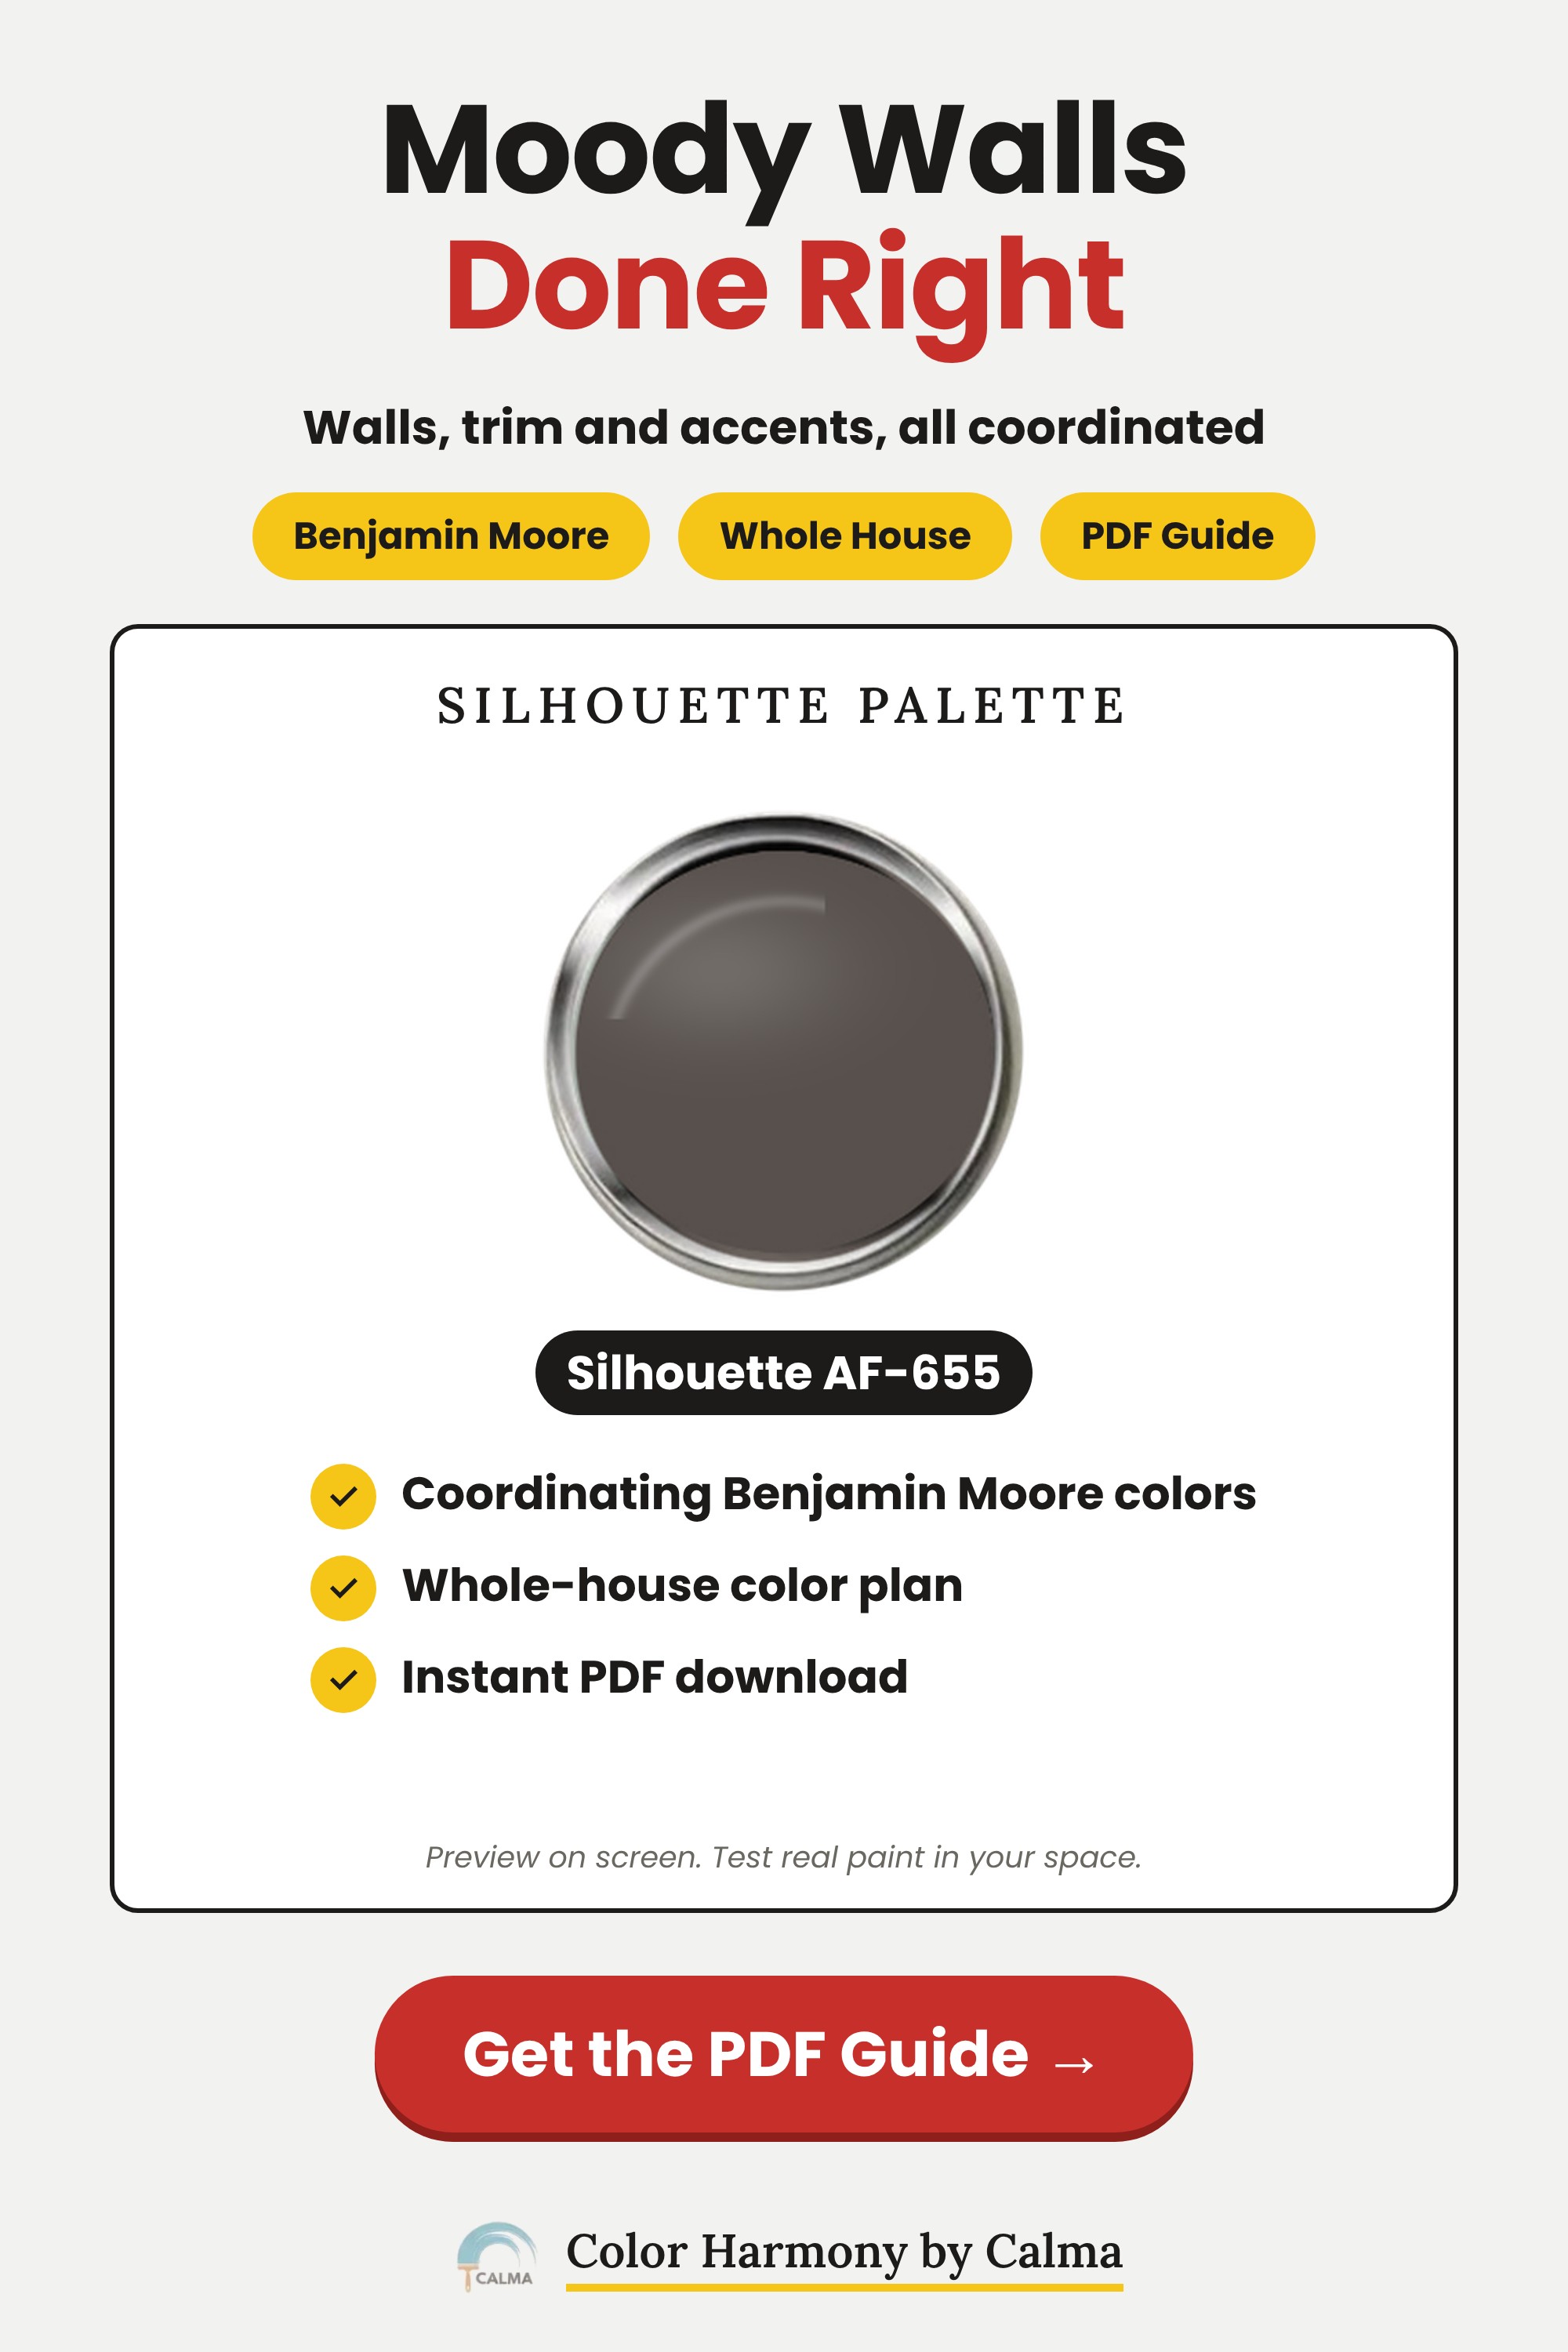 Moody Walls
Done Right
Walls, trim and accents, all coordinated
Benjamin Moore
Whole House
PDF Guide
SILHOUETTE PALETTE
Silhouette AF-655
Coordinating Benjamin Moore colors
Whole-house color plan
Instant PDF download
Preview on screen. Test real paint in your space.
Get the PDF Guide →
CALMA
Color Harmony by Calma